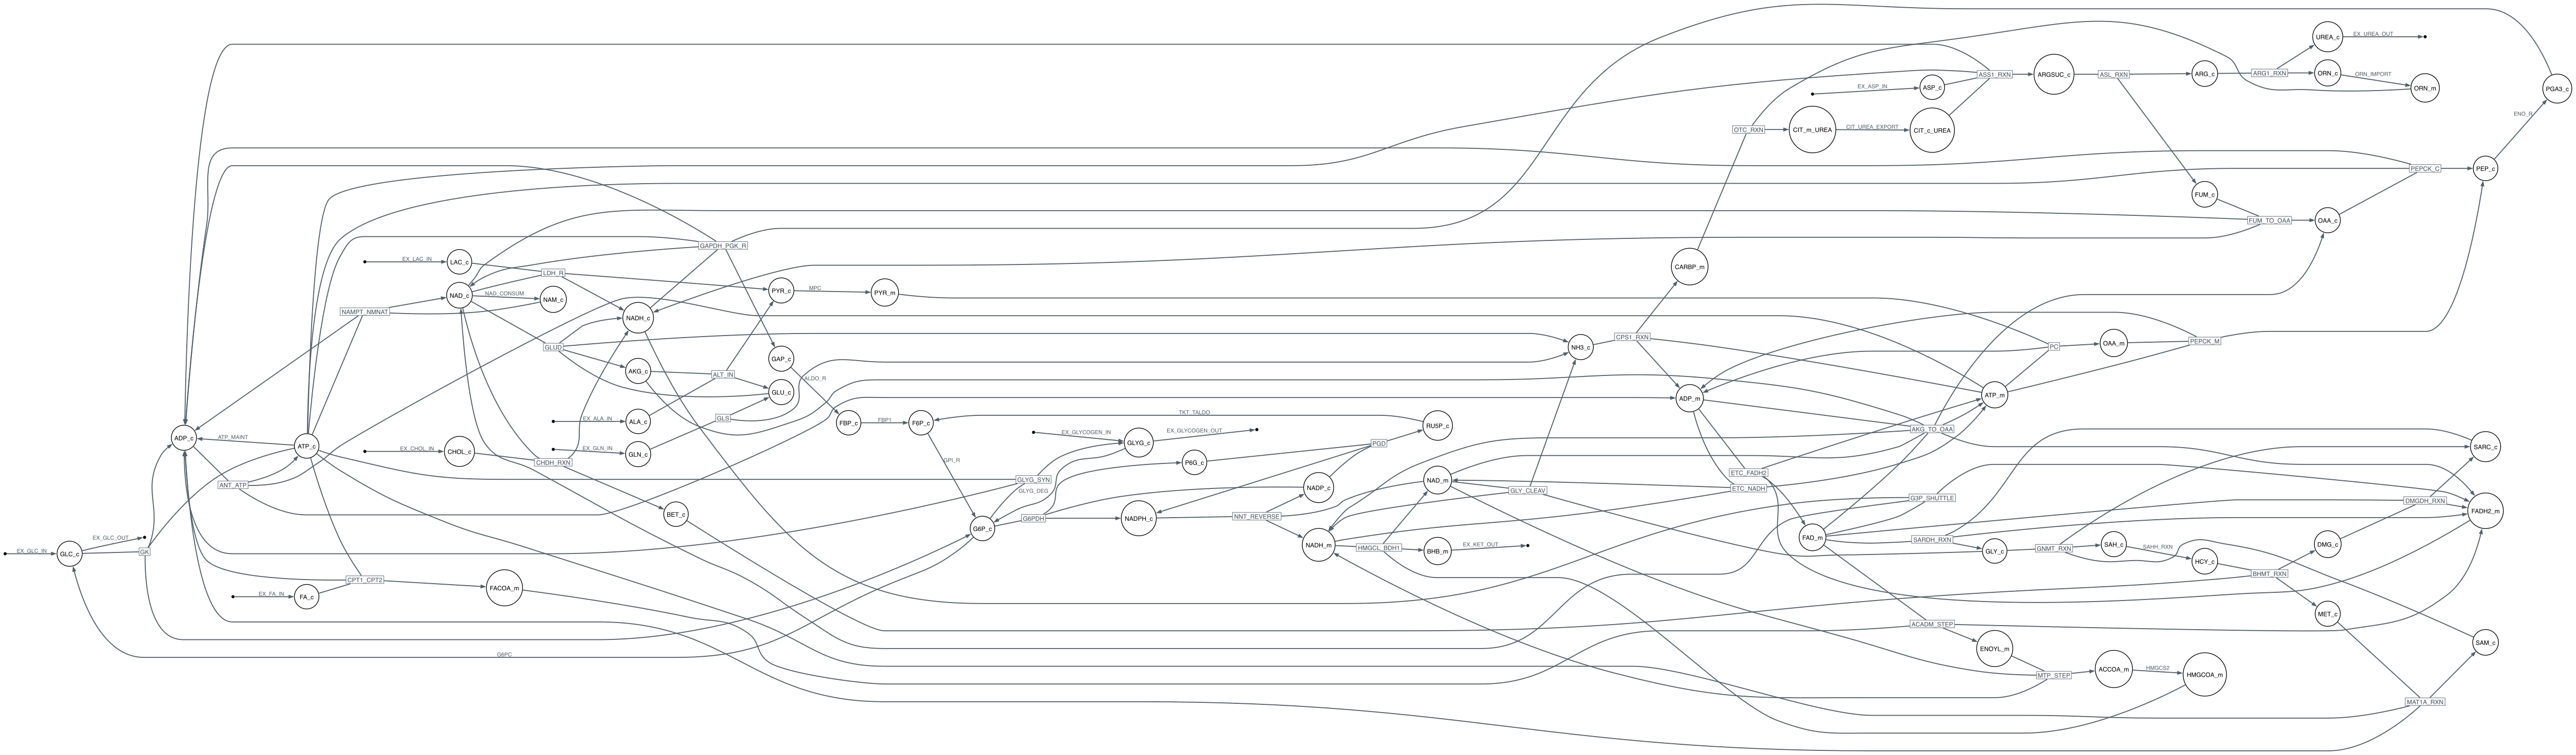 UREA_c
EX_UREA_OUT
ASS1_RXN
ARGSUC_c
ASL_RXN
ARG_c
ARG1_RXN
ORN_c
ORN_IMPORT
ORN_m
PGA3_c
EX_ASP_IN
ASP_c
ENO_R
OTC_RXN
CIT_m_UREA
CIT_UREA_EXPORT
CIT_c_UREA
PEPCK_C
PEP_c
FUM_c
FUM_TO_OAA
OAA_c
GAPDH_PGK_R
EX_LAC_IN
LAC_c
LDH_R
CARBP_m
NAD_c
NAD_CONSUM
NAM_c
PYR_c
MPC
PYR_m
NAMPT_NMNAT
NADH_c
GLUD
NH3_c
CPS1_RXN
PC
OAA_m
PEPCK_M
GAP_c
AKG_c
ALT_IN
GLU_c
ALDO_R
ADP_m
ATP_m
EX_ALA_IN
ALA_c
GLS
FBP_c
FBP1
F6P_c
TKT_TALDO
RU5P_c
AKG_TO_OAA
ADP_c
ATP_MAINT
ATP_c
EX_CHOL_IN
CHOL_c
EX_GLN_IN
GLN_c
EX_GLYCOGEN_IN
GLYG_c
EX_GLYCOGEN_OUT
PGD
SARC_c
CHDH_RXN
GPI_R
P6G_c
ETC_FADH2
ANT_ATP
GLYG_SYN
GLYG_DEG
NADP_c
NAD_m
GLY_CLEAV
ETC_NADH
G3P_SHUTTLE
DMGDH_RXN
FADH2_m
BET_c
G6P_c
G6PDH
NADPH_c
NNT_REVERSE
EX_GLC_IN
GLC_c
EX_GLC_OUT
GK
NADH_m
HMGCL_BDH1
BHB_m
EX_KET_OUT
FAD_m
SARDH_RXN
GLY_c
GNMT_RXN
SAH_c
SAHH_RXN
HCY_c
DMG_c
BHMT_RXN
CPT1_CPT2
EX_FA_IN
FA_c
FACOA_m
MET_c
ACADM_STEP
G6PC
ENOYL_m
SAM_c
MTP_STEP
ACCOA_m
HMGCS2
HMGCOA_m
MAT1A_RXN